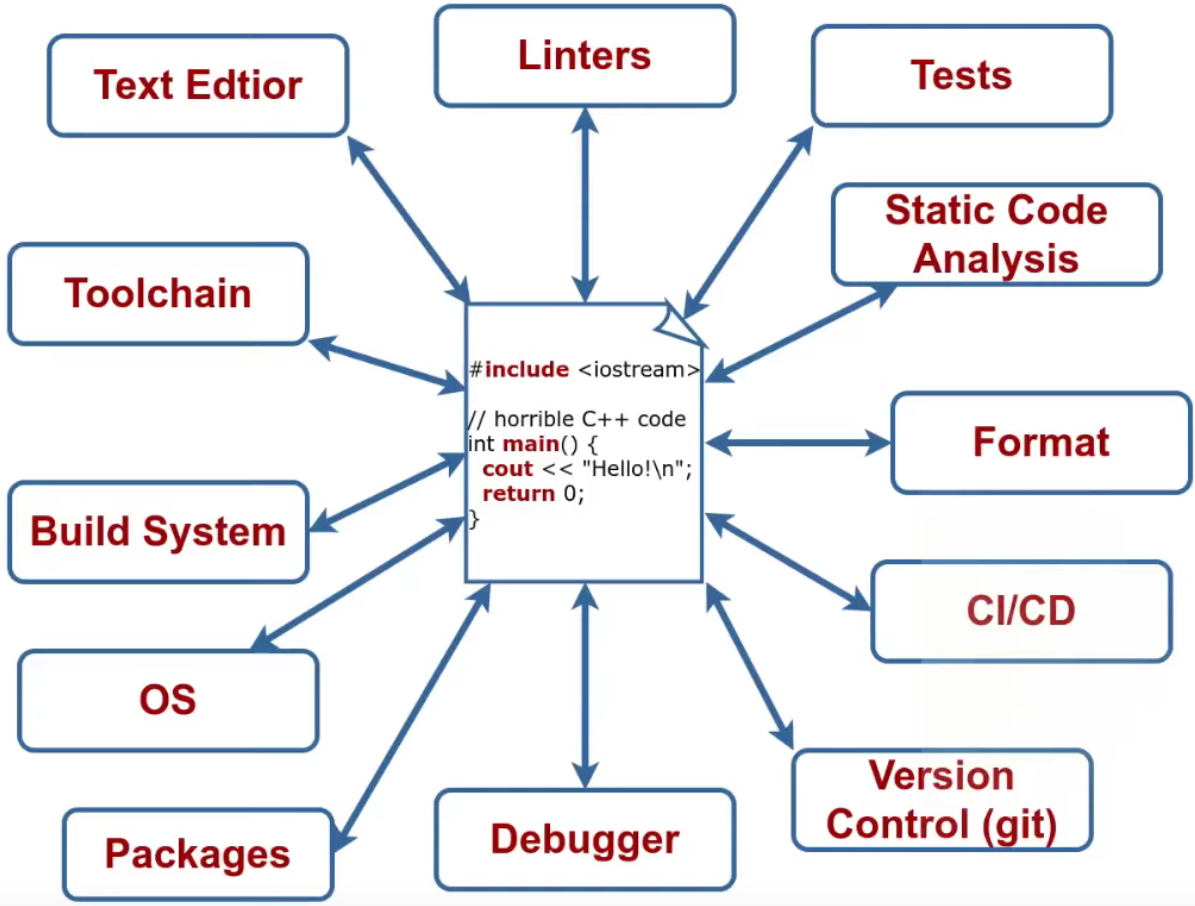 Linters
Tests
Text Edtior
Static Code
Analysis
Toolchain
#include <iostream>
// horrible C++ code
int main() {
cout << "Hello!\n";
return 0;
}
Format
Build System
CI/CD
OS
Version
Control (git)
Debugger
Packages